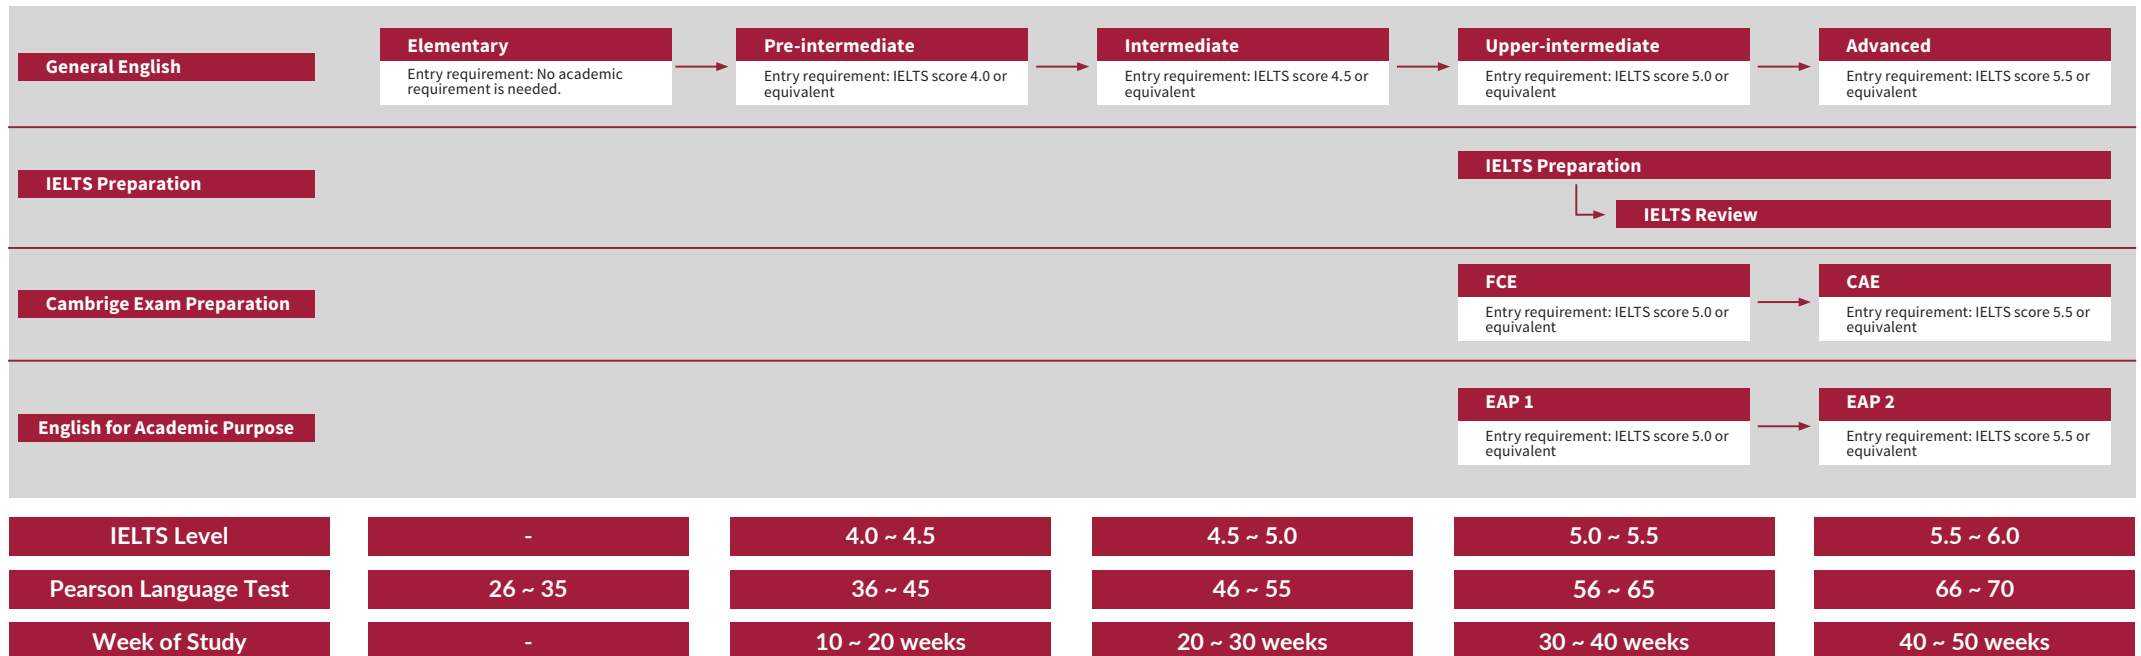 General English
Elementary
Entry requirement: No academic
requirement is needed.
Pre-intermediate
Entry requirement: IELTS score 4.0 or
equivalent
Intermediate
Entry requirement: IELTS score 4.5 or
equivalent
Upper-intermediate
Entry requirement: IELTS score 5.0 or
equivalent
Advanced
Entry requirement: IELTS score 5.5 or
equivalent
IELTS Preparation
IELTS Preparation
IELTS Review
Cambrige Exam Preparation
FCE
Entry requirement: IELTS score 5.0 or
equivalent
CAE
Entry requirement: IELTS score 5.5 or
equivalent
English for Academic Purpose
EAP 1
Entry requirement: IELTS score 5.0 or
equivalent
EAP 2
Entry requirement: IELTS score 5.5 or
equivalent
IELTS Level - 4.0 ~ 4.5 4.5 ~ 5.0 5.0 ~ 5.5 5.5 ~ 6.0
Pearson Language Test 26 ~ 35 36 ~ 45 46 ~ 55 56 ~ 65 66 ~ 70
Week of Study - 10 ~ 20 weeks 20 ~ 30 weeks 30 ~ 40 weeks 40 ~ 50 weeks